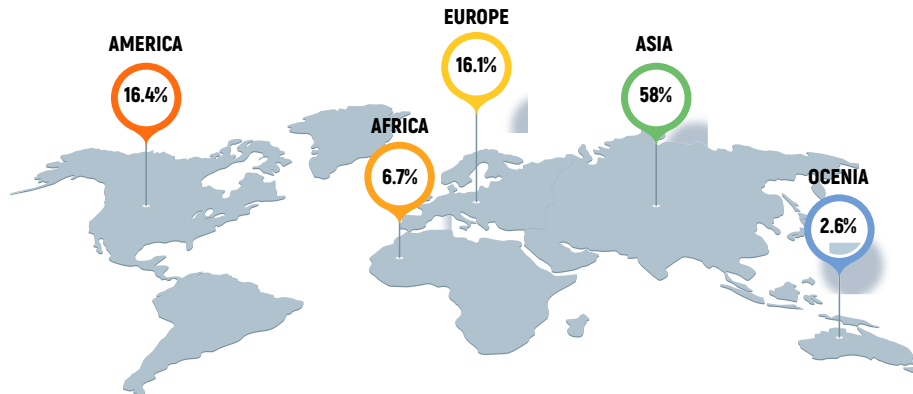 EUROPE
16.1%
AMERICA
16.4%
ASIA
58%
AFRICA
6.7%
OCENIA
2.6%